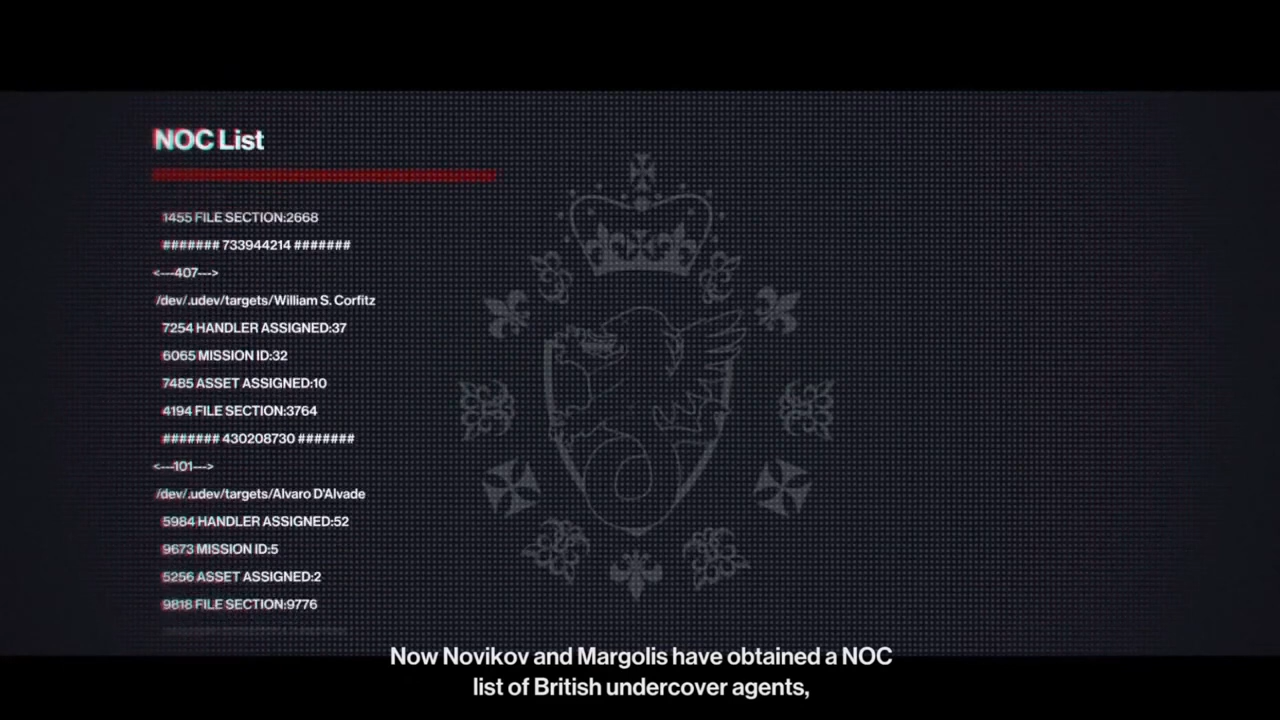 NOC List
1455 FILE SECTION:2668
####### 733944214 #######
<---407--->
/dev/.udev/targets/William S. Corfitz
7254 HANDLER ASSIGNED:37
6065 MISSION ID:32
7485 ASSET ASSIGNED:10
4194 FILE SECTION:3764
####### 430208730 #######
<---101--->
/dev/.udev/targets/Alvaro D'Alvade
5984 HANDLER ASSIGNED:52
9673 MISSION ID:5
5256 ASSET ASSIGNED:2
9818 FILE SECTION:9776
Now Novikov and Margolis have obtained a NOC
list of British undercover agents,